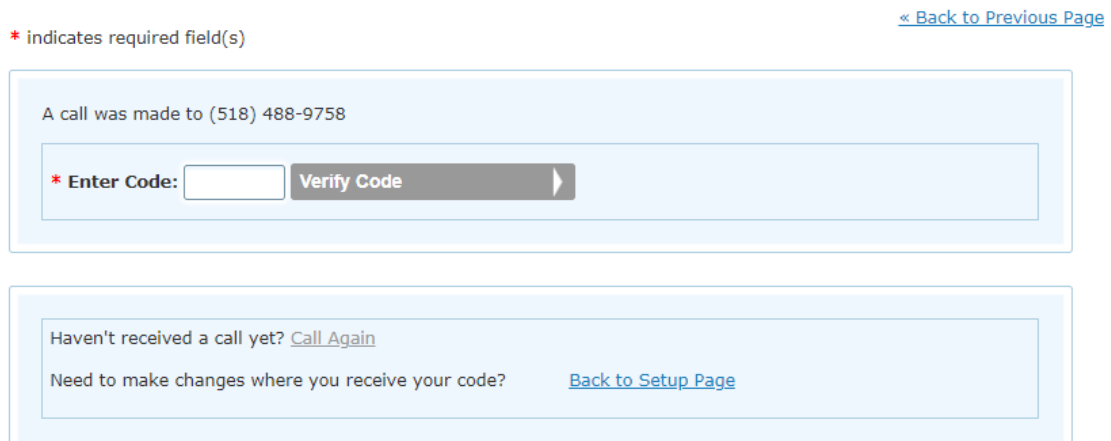 « Back to Previous Page
* indicates required field(s)
A call was made to (518) 488-9758
* Enter Code: Verify Code
Haven't received a call yet? Call Again
Need to make changes where you receive your code? Back to Setup Page